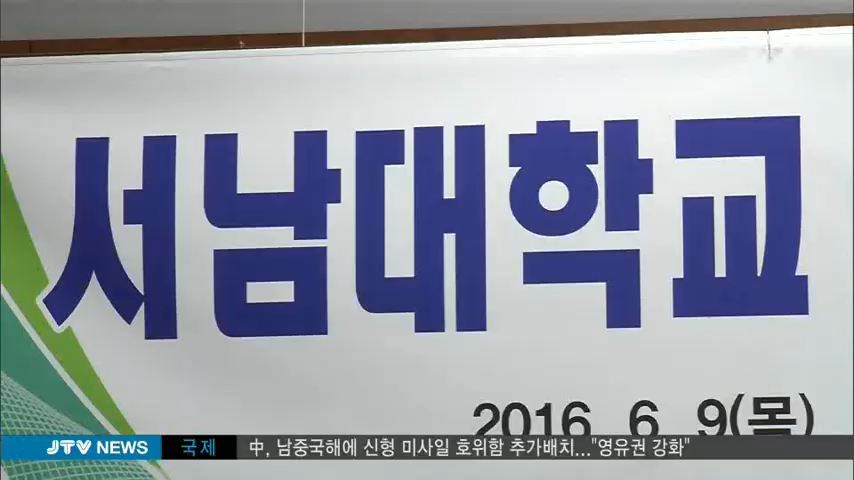 서남대학교
2016. 6. 9(목)
JTV NEWS 국제 中, 남중국해에 신형 미사일 호위함 추가배치..."영유권 강화"